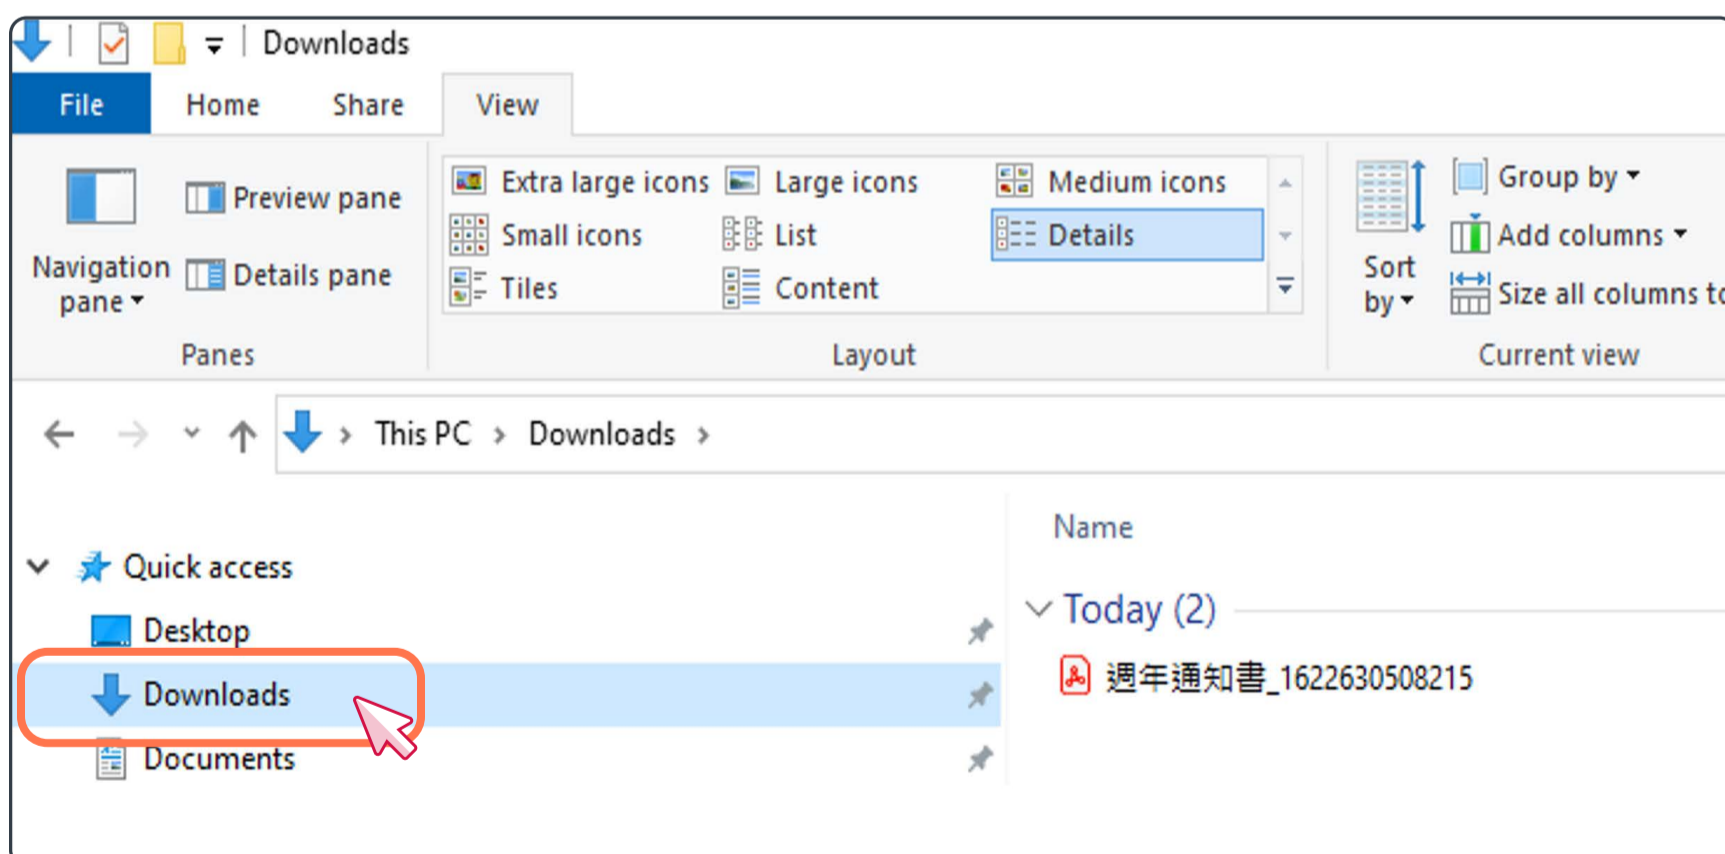 Downloads
File Home Share View
Extra large icons Large icons Medium icons Group by
Preview pane
Small icons List Details Add columns
Navigation pane Details pane Sort by
Tiles Content Size all columns to
Panes Layout Current view
This PC Downloads
Name
Quick access
Today (2)
Desktop
週年通知書_1622630508215
Downloads
Documents